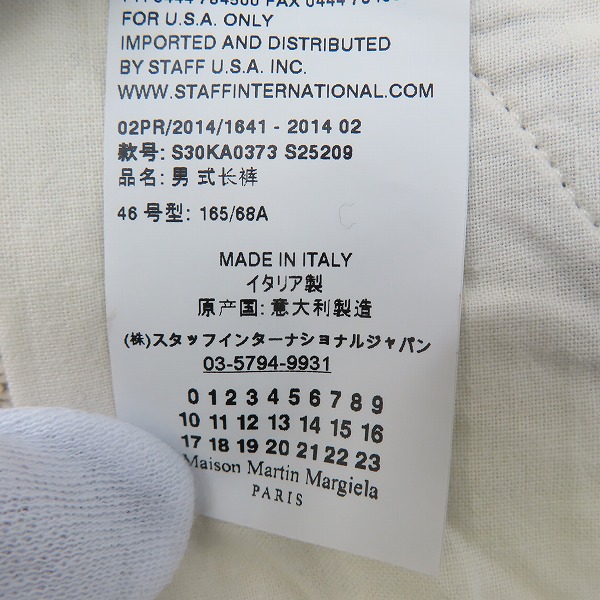 FOR U.S.A. ONLY
IMPORTED AND DISTRIBUTED
BY STAFF U.S.A. INC.
WWW.STAFFINTERNATIONAL.COM
02PR/2014/1641 - 2014 02
款号: S30KA0373 S25209
品名: 男式长裤
46 号型: 165/68A
MADE IN ITALY
イタリア製
原产国: 意大利製造
(株)スタッフインターナショナルジャパン
03-5794-9931
0 1 2 3 4 5 6 7 8 9
10 11 12 13 14 15 16
17 18 19 20 21 22 23
Maison Martin Margiela
PARIS